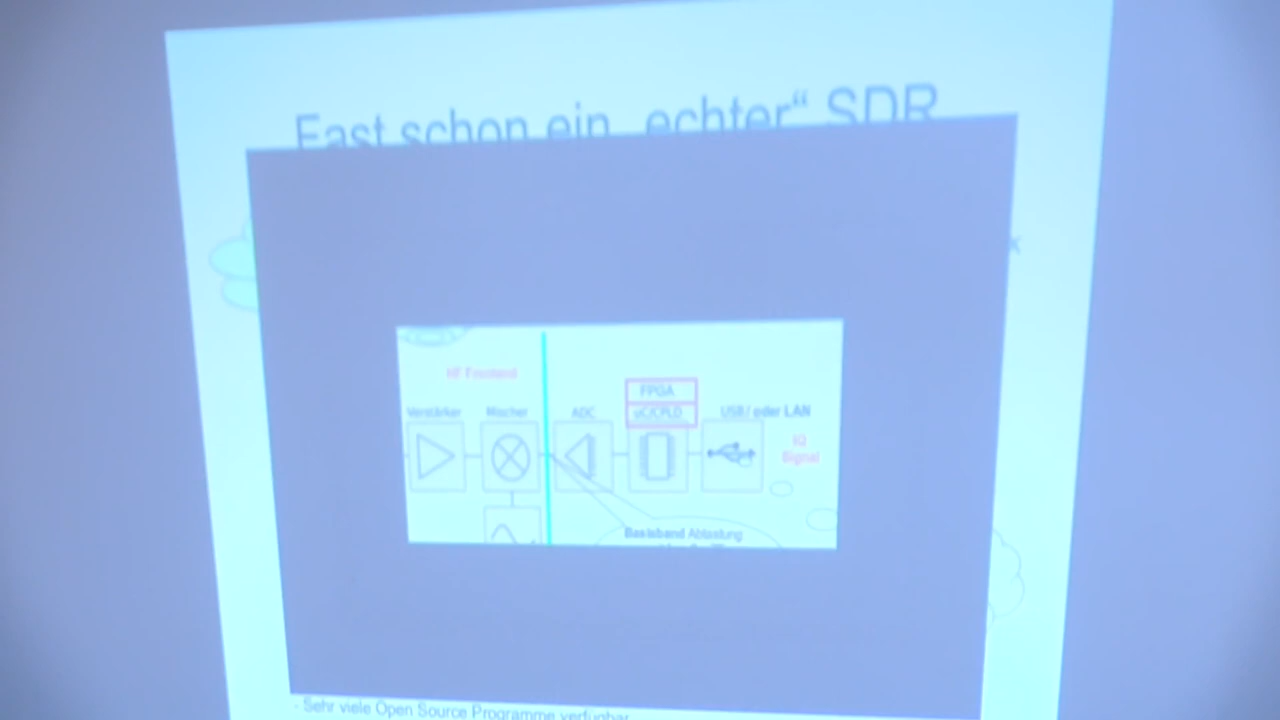 Fast schon ein „echter“ SDR
HF Frontend
FPGA
Verstärker Mischer ADC uC/CPLD USB/ oder LAN
IQ
Signal
Basisband Abtastung
- Sehr viele Open Source Programme verfügbar